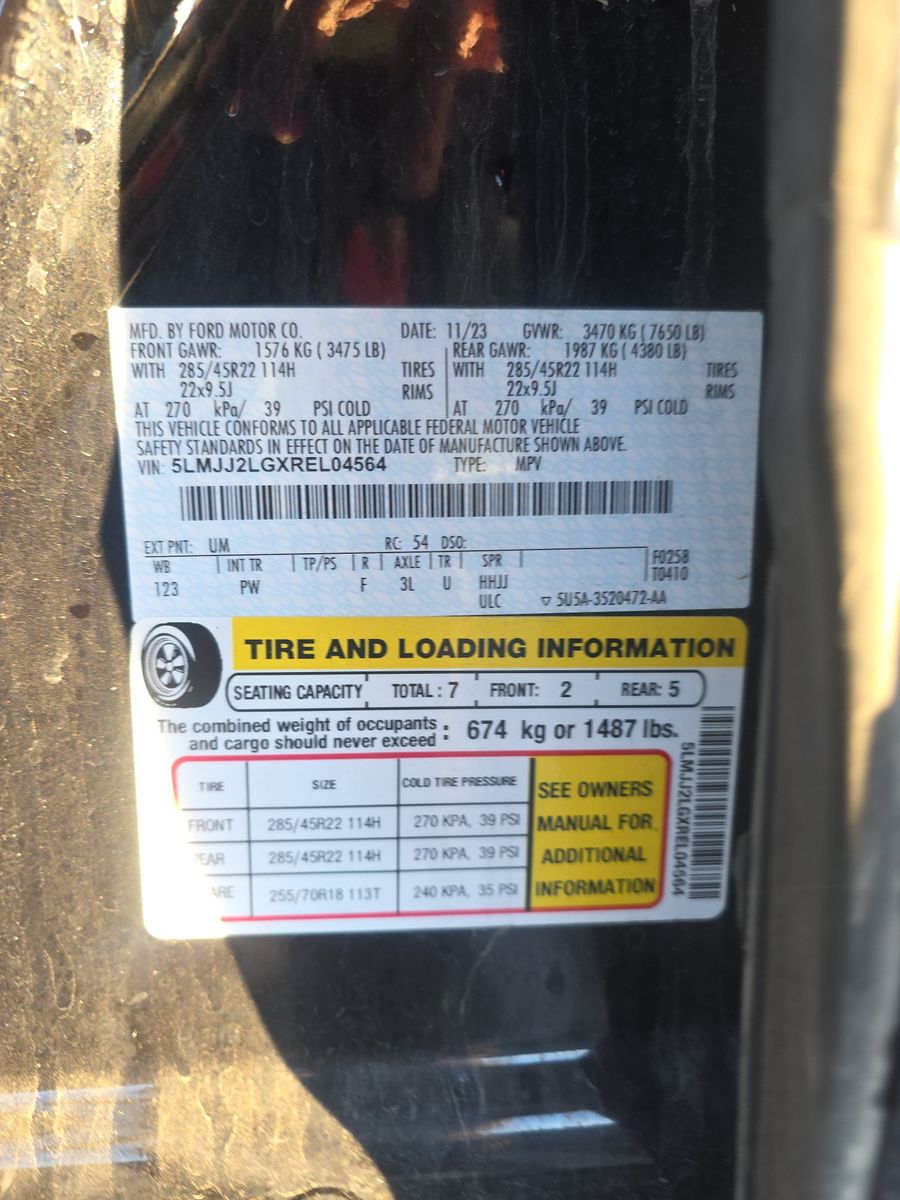 MFD. BY FORD MOTOR CO. DATE: 11/23 GVWR: 3470 KG ( 7650 LB)
FRONT GAWR: 1576 KG ( 3475 LB) REAR GAWR: 1987 KG ( 4380 LB)
WITH 285/45R22 114H TIRES WITH 285/45R22 114H TIRES
22x9.5J RIMS 22x9.5J RIMS
AT 270 kPa/ 39 PSI COLD AT 270 kPa/ 39 PSI COLD
THIS VEHICLE CONFORMS TO ALL APPLICABLE FEDERAL MOTOR VEHICLE
SAFETY STANDARDS IN EFFECT ON THE DATE OF MANUFACTURE SHOWN ABOVE.
VIN: 5LMJJ2LGXREL04564 TYPE: MPV
EXT PNT: UM RC: 54 DSO:
WB INT TR TP/PS R AXLE TR SPR F0258
123 PW F 3L U HHJJ T0410
ULC ▽ 5U5A-3520472-AA
TIRE AND LOADING INFORMATION
SEATING CAPACITY TOTAL : 7 FRONT: 2 REAR: 5
The combined weight of occupants
and cargo should never exceed : 674 kg or 1487 lbs.
TIRE SIZE COLD TIRE PRESSURE
FRONT 285/45R22 114H 270 KPA, 39 PSI
EAR 285/45R22 114H 270 KPA, 39 PSI
ARE 255/70R18 113T 240 KPA, 35 PSI
SEE OWNERS
MANUAL FOR
ADDITIONAL
INFORMATION
5LMJJ2LGXREL04564